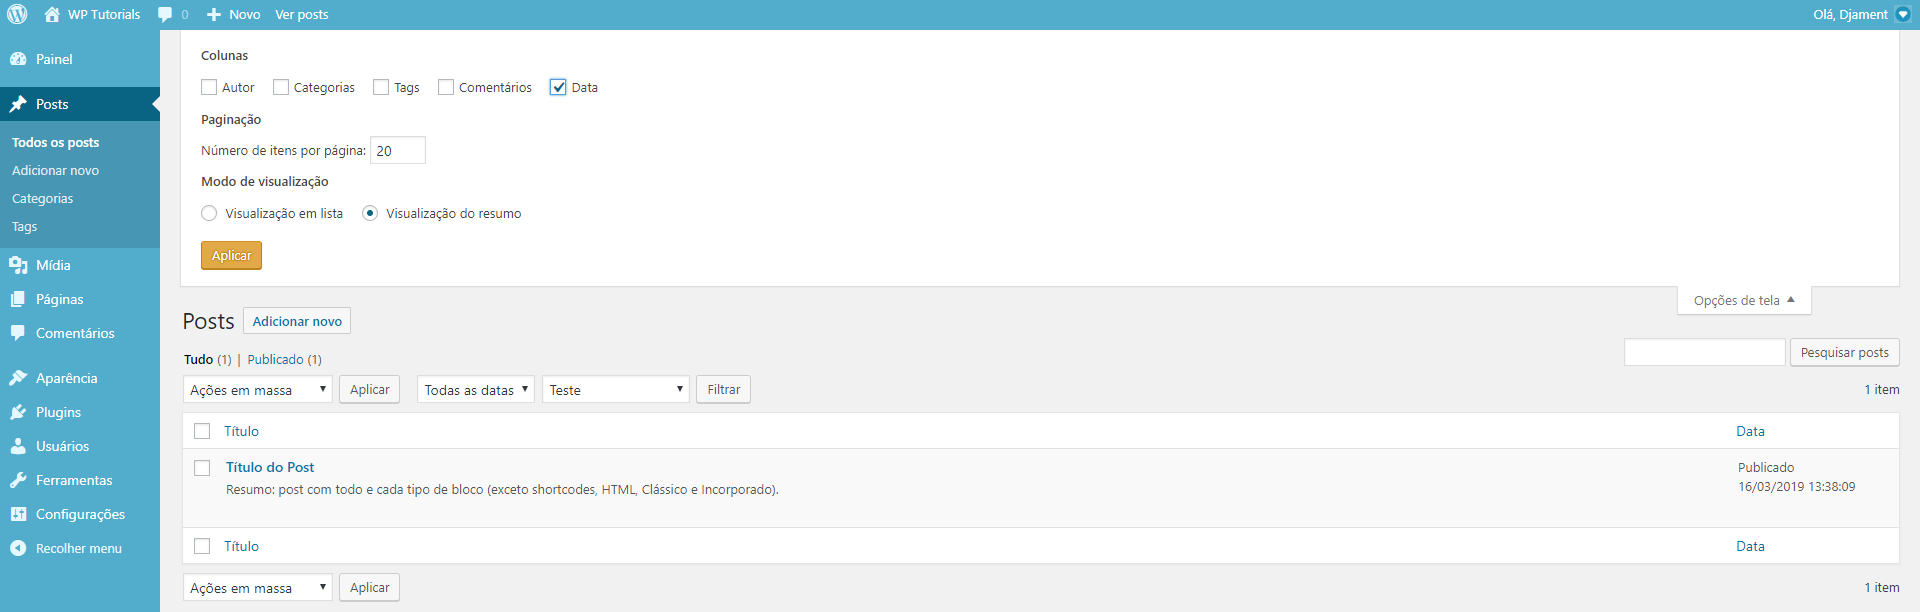 WP Tutorials 0 Novo Ver posts Olá, Djament
Painel
Posts
Todos os posts
Adicionar novo
Categorias
Tags
Mídia
Páginas
Comentários
Aparência
Plugins
Usuários
Ferramentas
Configurações
Recolher menu
Colunas
Autor Categorias Tags Comentários Data
Paginação
Número de itens por página: 20
Modo de visualização
Visualização em lista Visualização do resumo
Aplicar
Opções de tela
Posts Adicionar novo
Tudo (1) | Publicado (1)
Pesquisar posts
Ações em massa Aplicar Todas as datas Teste Filtrar 1 item
Título Data
Título do Post Publicado
Resumo: post com todo e cada tipo de bloco (exceto shortcodes, HTML, Clássico e Incorporado). 16/03/2019 13:38:09
Título Data
Ações em massa Aplicar 1 item